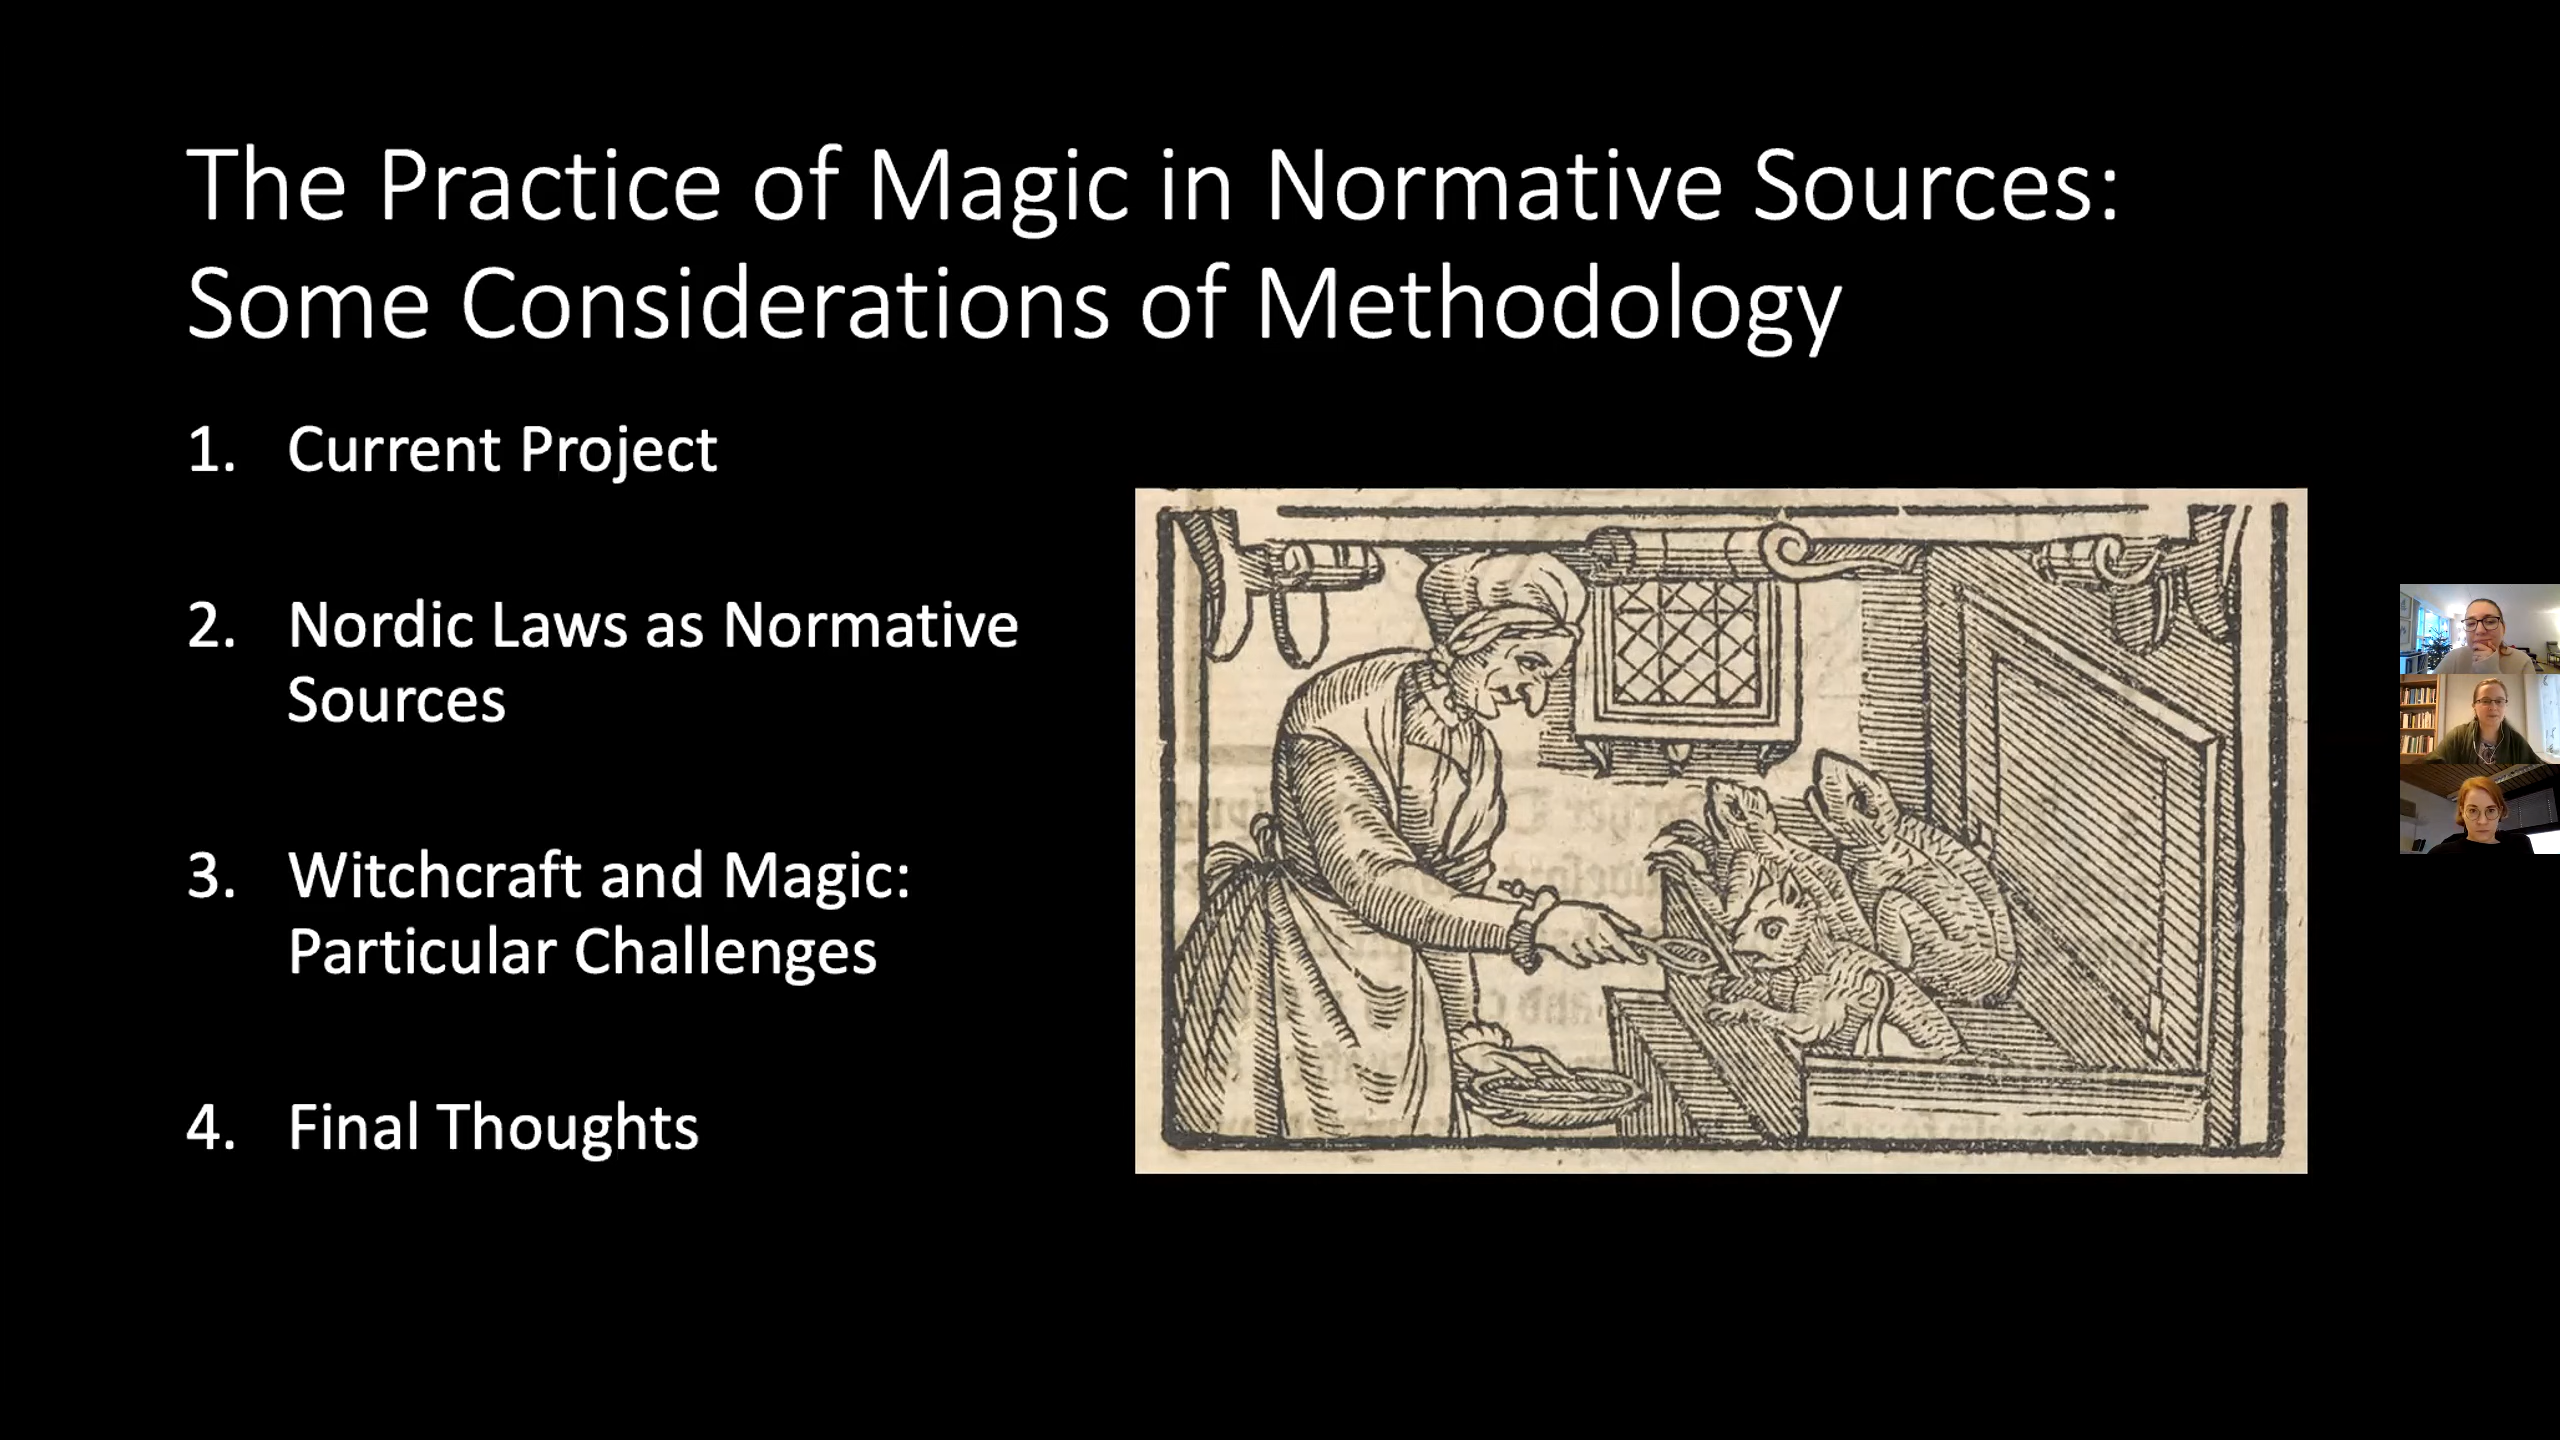 The Practice of Magic in Normative Sources:
Some Considerations of Methodology
1. Current Project
2. Nordic Laws as Normative
Sources
3. Witchcraft and Magic:
Particular Challenges
4. Final Thoughts